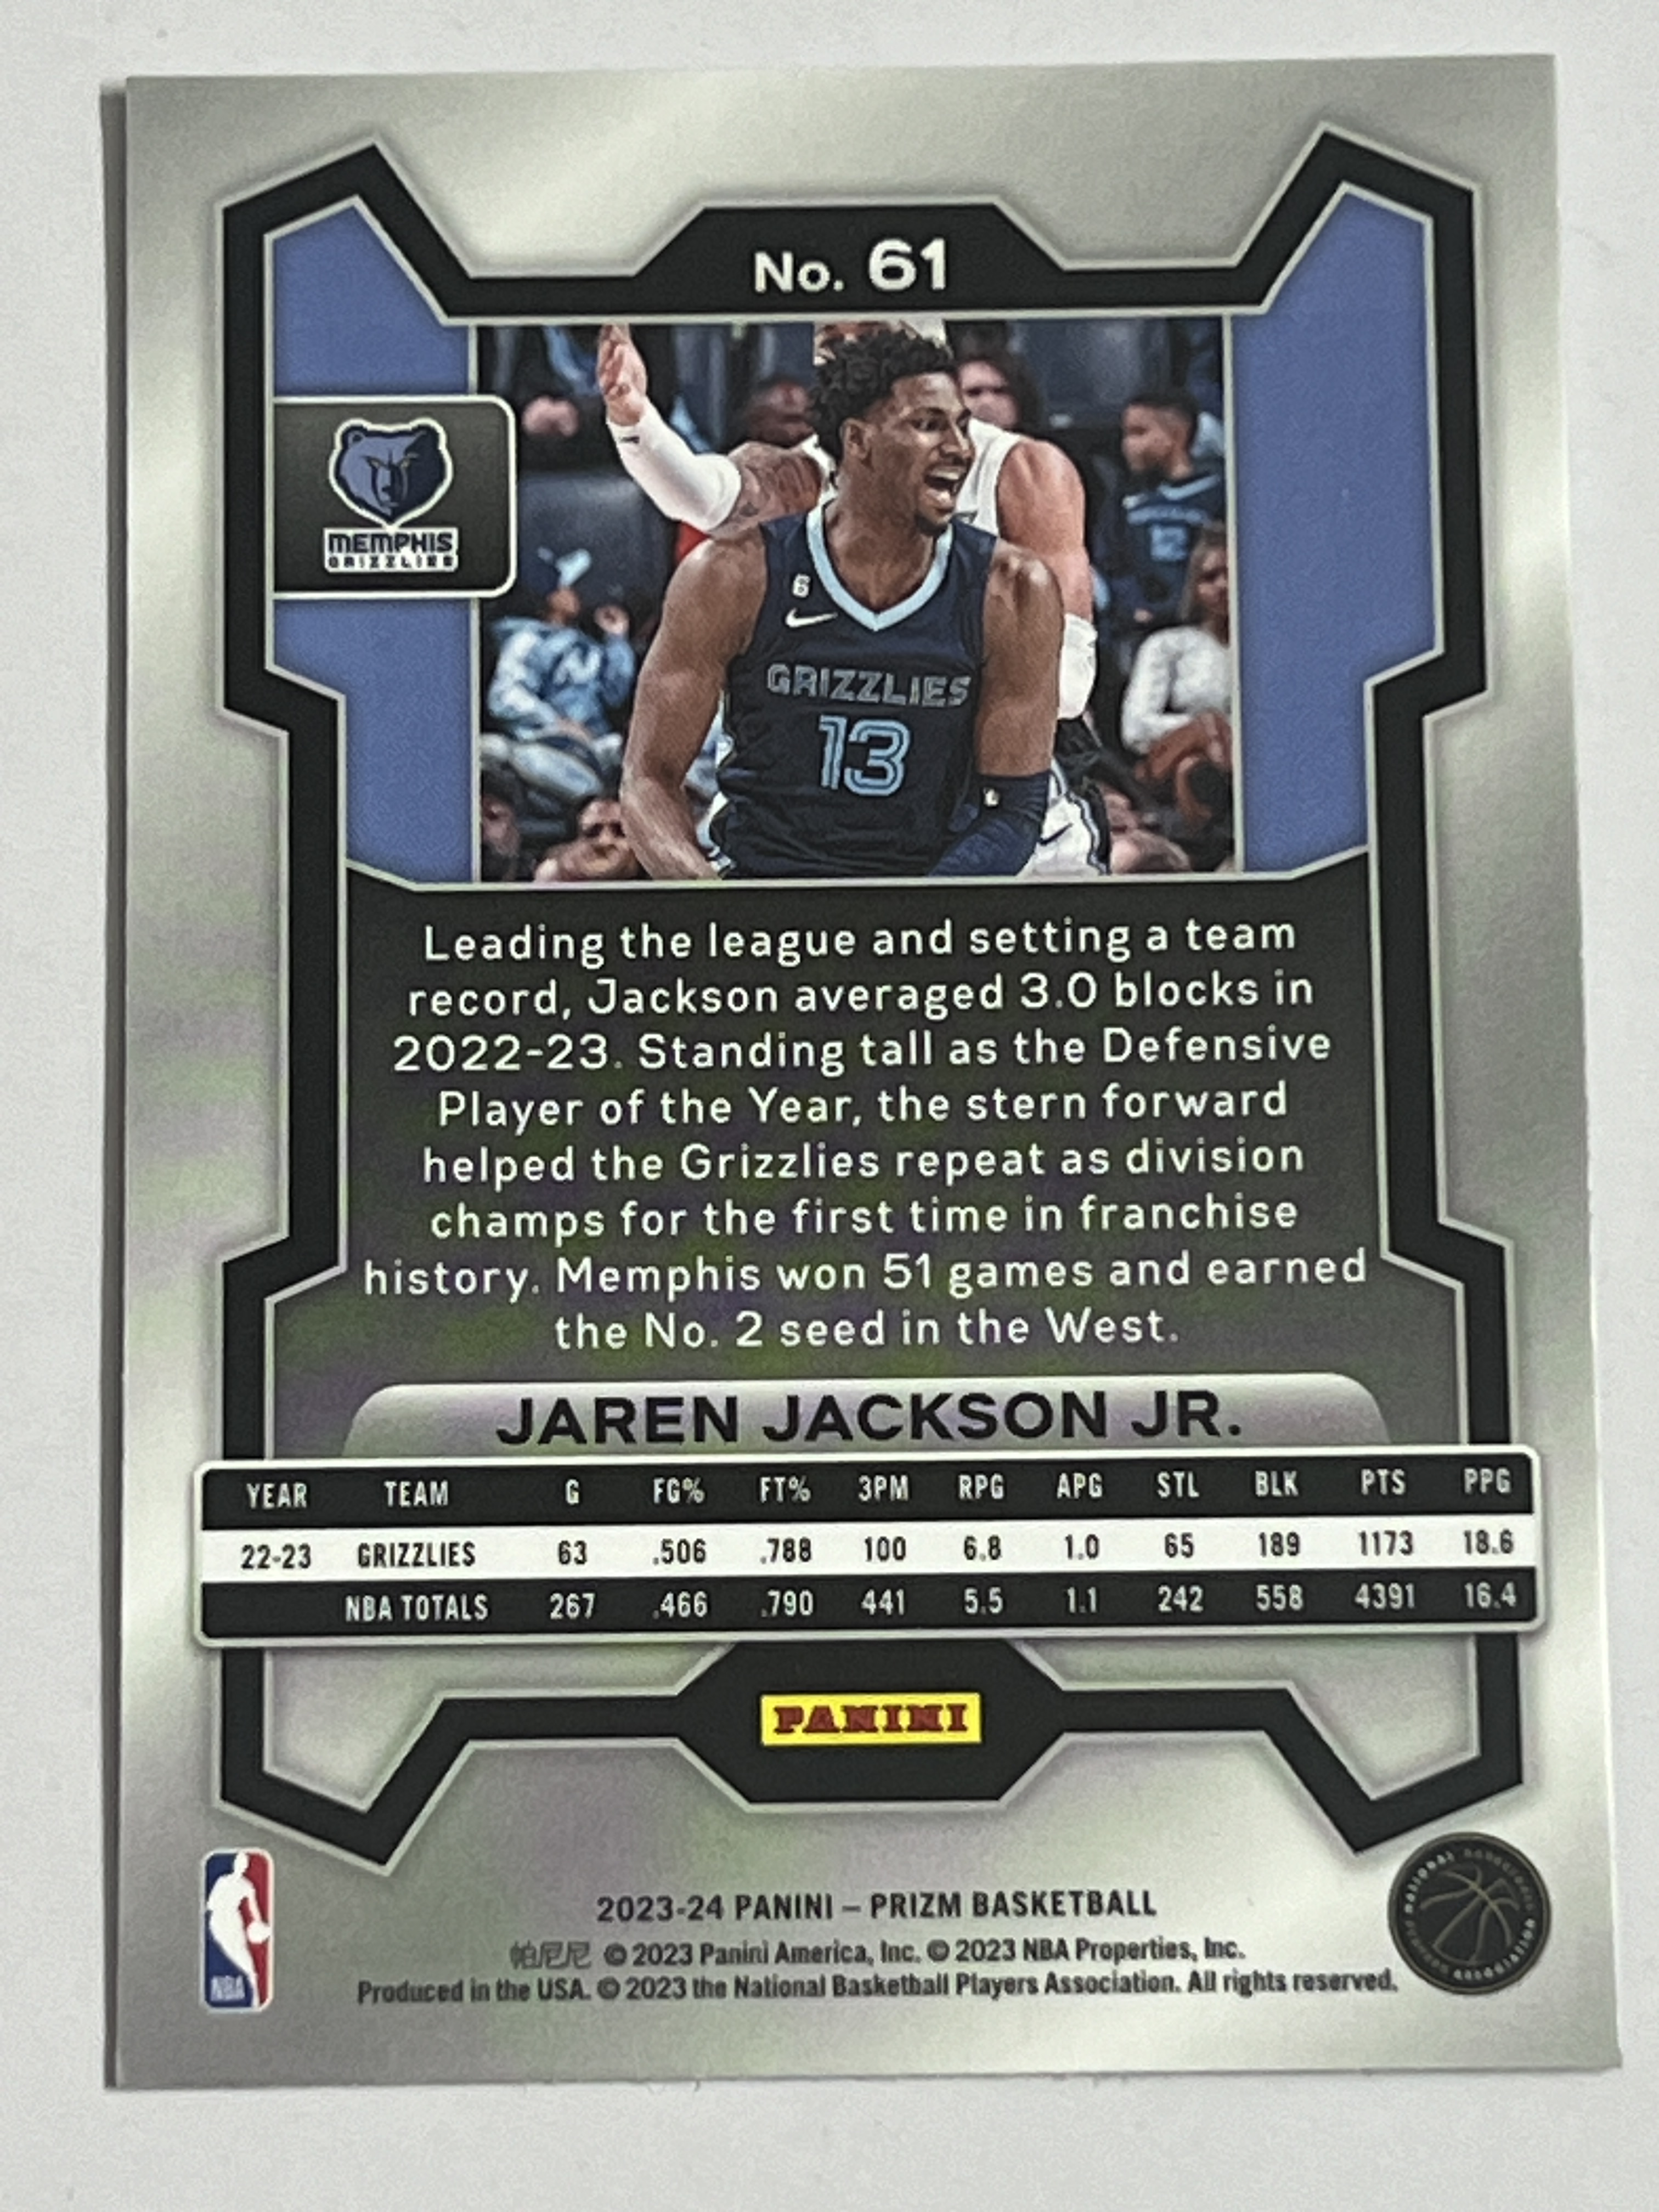 No. 61
MEMPHIS
GRIZZLIES
6
GRIZZLIES
13
Leading the league and setting a team
record, Jackson averaged 3.0 blocks in
2022-23. Standing tall as the Defensive
Player of the Year, the stern forward
helped the Grizzlies repeat as division
champs for the first time in franchise
history. Memphis won 51 games and earned
the No. 2 seed in the West.
JAREN JACKSON JR.
YEAR TEAM G FG% FT% 3PM RPG APG STL BLK PTS PPG
22-23 GRIZZLIES 63 .506 .788 100 6.8 1.0 65 189 1173 18.6
NBA TOTALS 267 .466 .790 441 5.5 1.1 242 558 4391 16.4
PANINI
NBA
2023-24 PANINI – PRIZM BASKETBALL
帕尼尼 © 2023 Panini America, Inc. © 2023 NBA Properties, Inc.
Produced in the USA. © 2023 the National Basketball Players Association. All rights reserved.
national basketball
players association